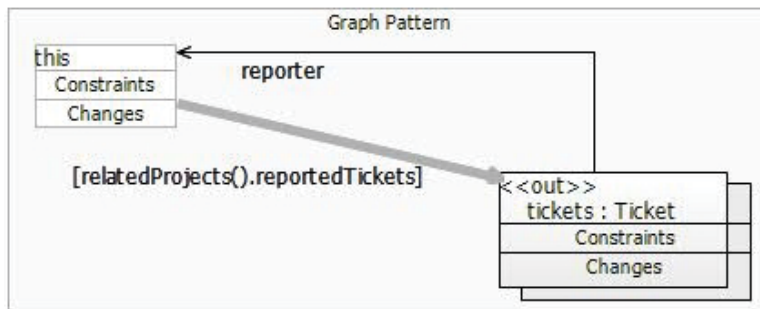 Graph Pattern
this
Constraints
Changes
reporter
[relatedProjects().reportedTickets]
<<out>>
tickets : Ticket
Constraints
Changes